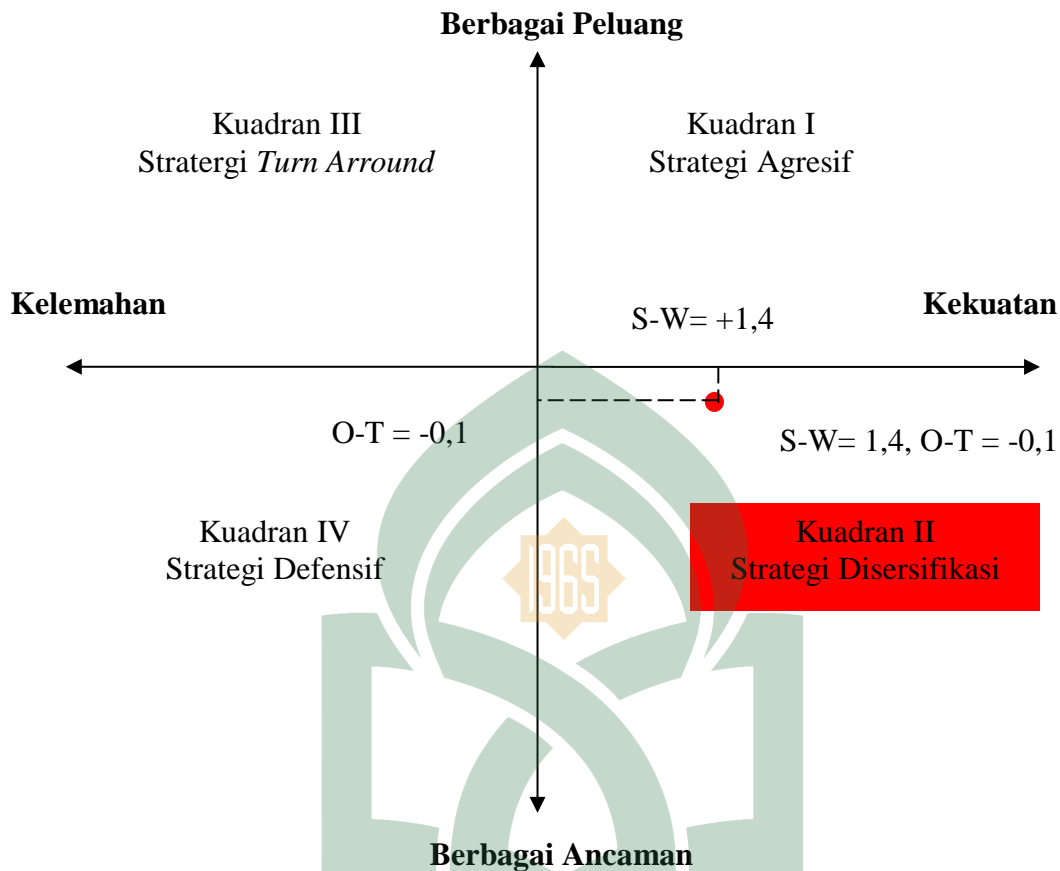 Berbagai Peluang
Kuadran III
Stratergi Turn Arround
Kuadran I
Strategi Agresif
Kelemahan
S-W= +1,4
Kekuatan
O-T = -0,1
S-W= 1,4, O-T = -0,1
Kuadran IV
Strategi Defensif
Kuadran II
Strategi Disersifikasi
1965
Berbagai Ancaman